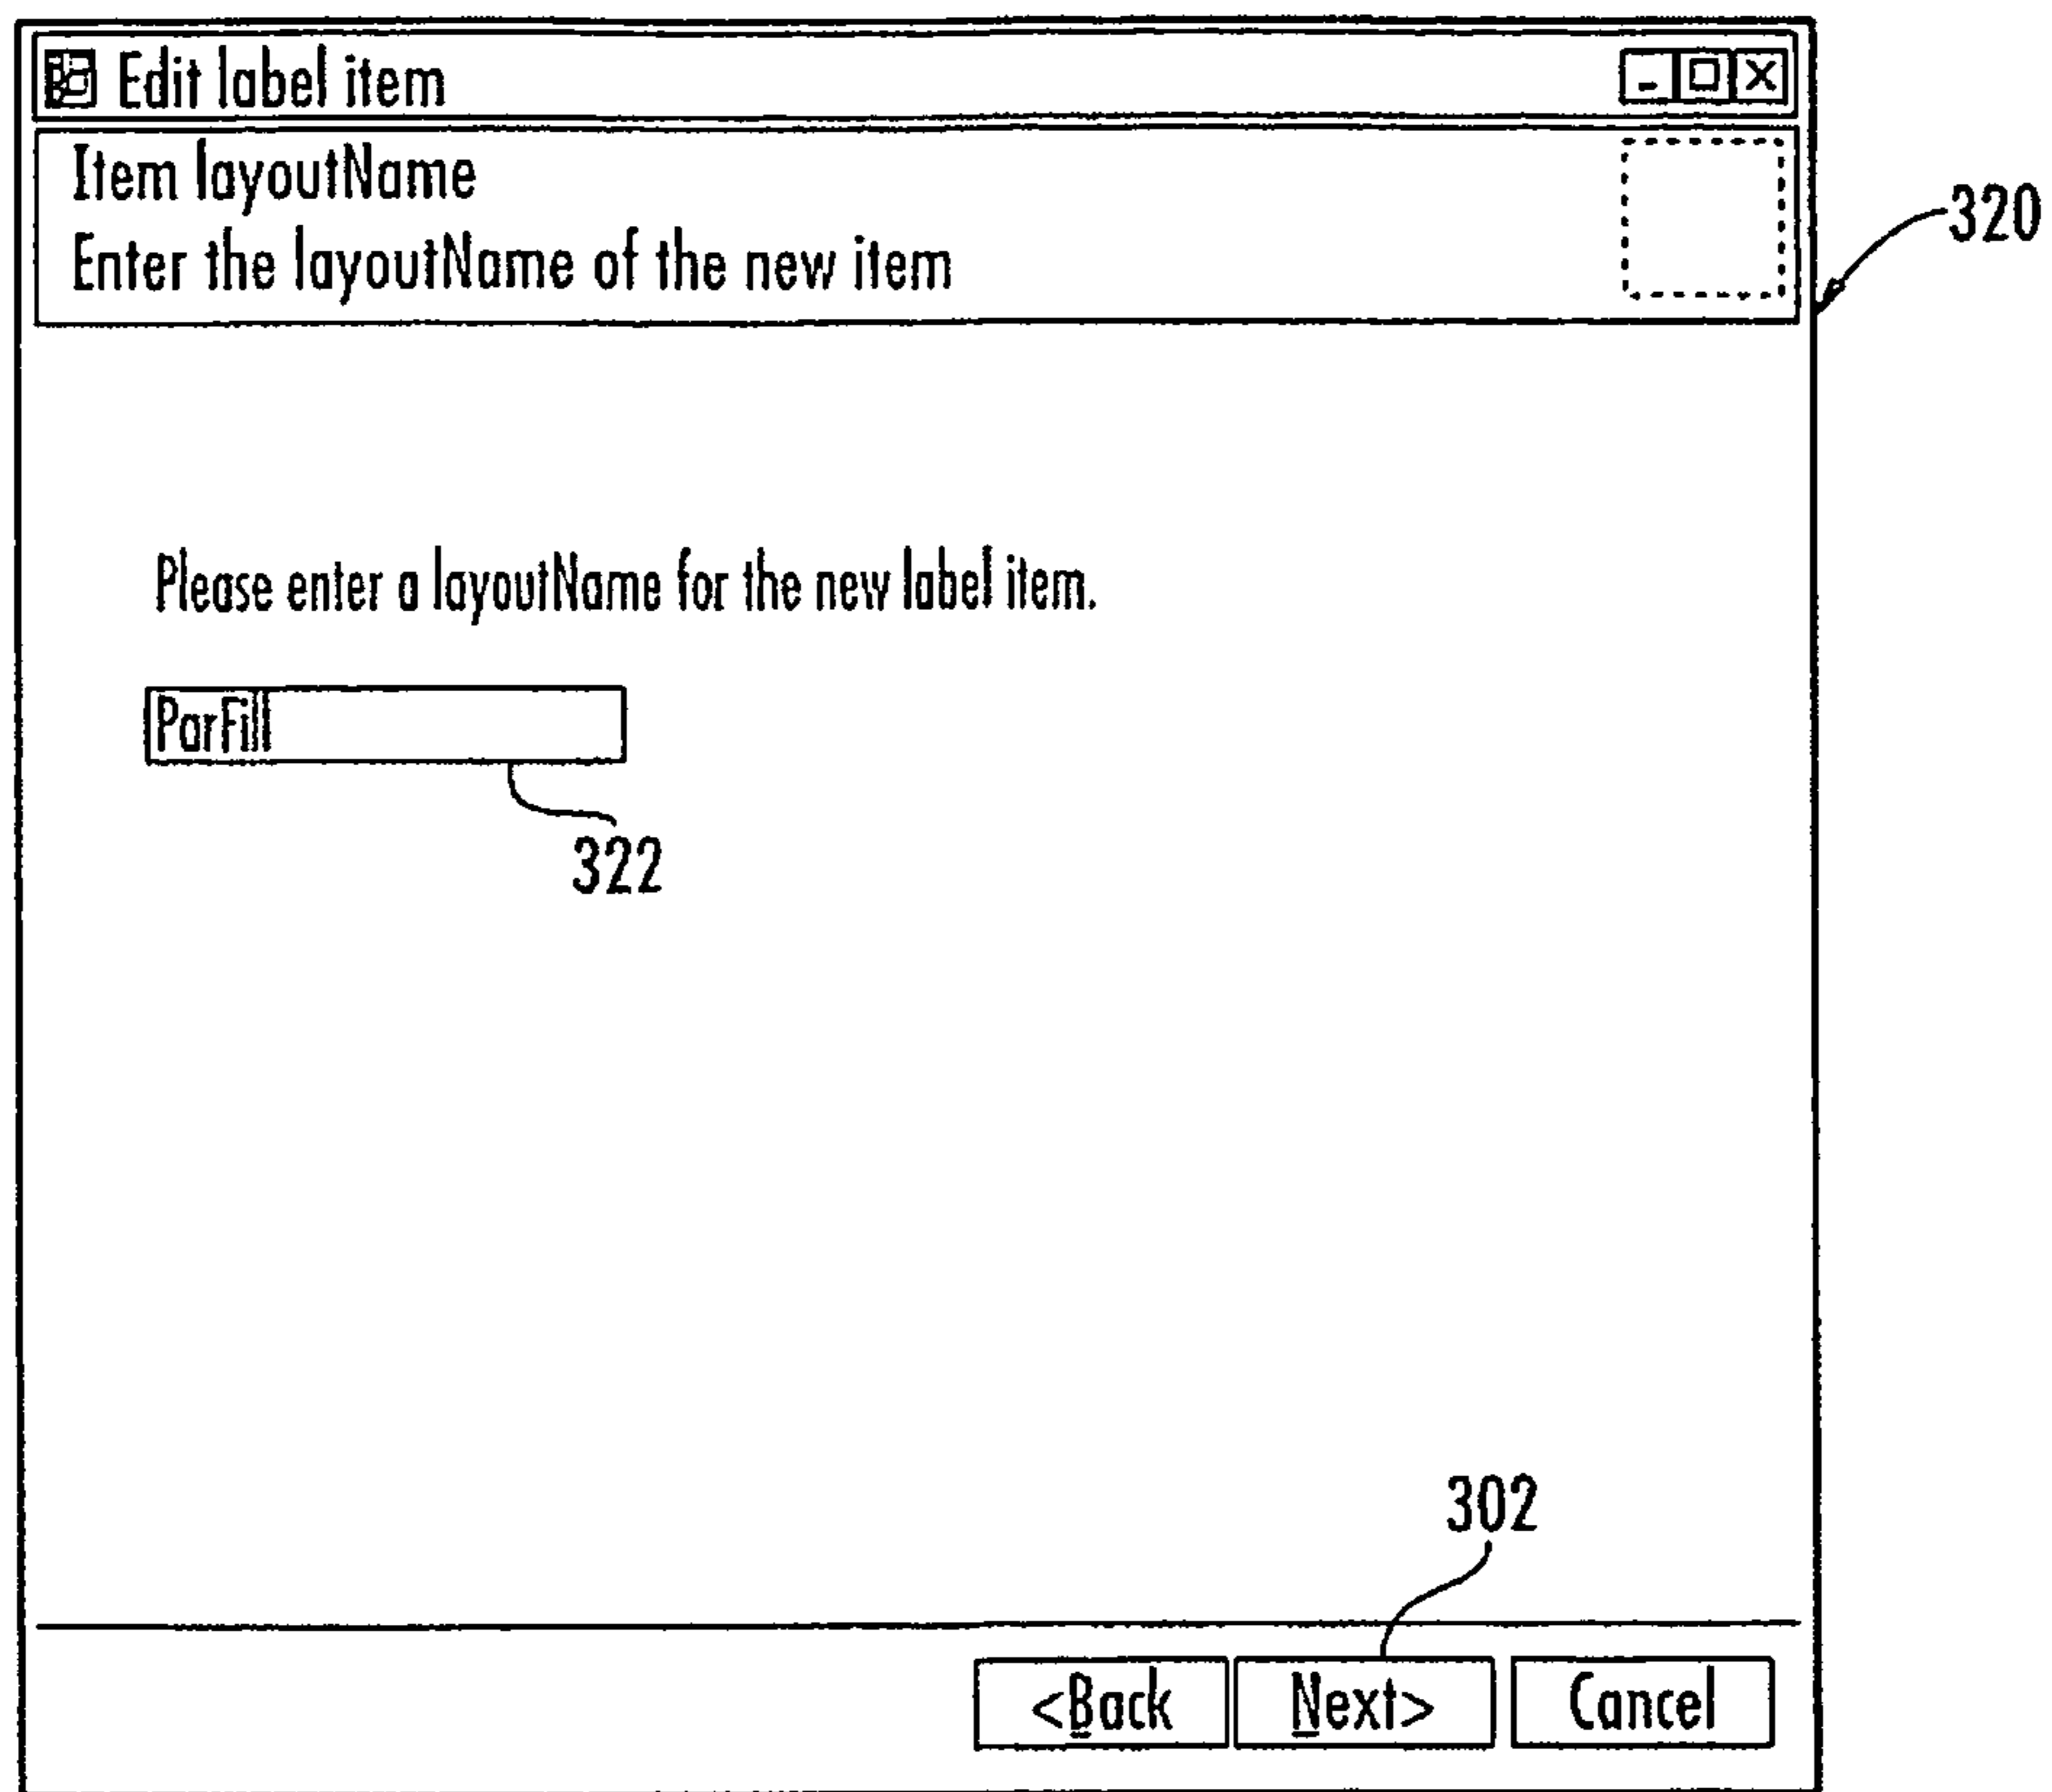 Edit label item
Item layoutName
Enter the layoutName of the new item
320
Please enter a layoutName for the new label item.
ParFill
322
302
<Back
Next>
Cancel